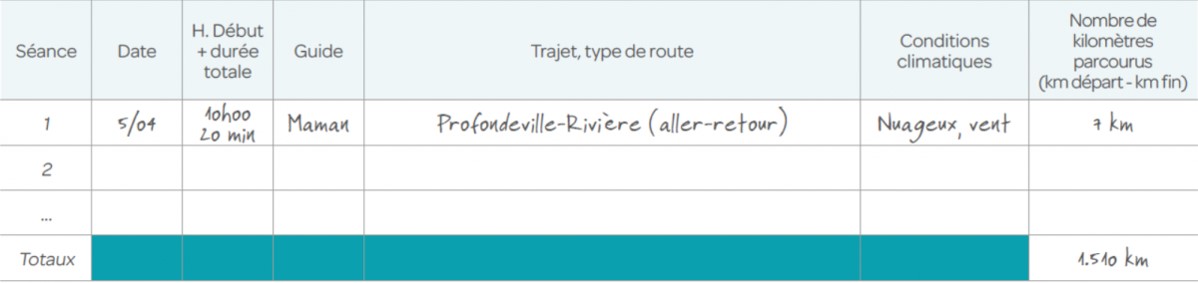 Séance
Date
H. Début
+ durée
totale
Guide
Trajet, type de route
Conditions
climatiques
Nombre de
kilomètres
parcourus
(km départ - km fin)
1
5/04
10h00
20 min
Maman
Profondeville-Rivière (aller-retour)
Nuageux, vent
7 km
2
...
Totaux
1.510 km